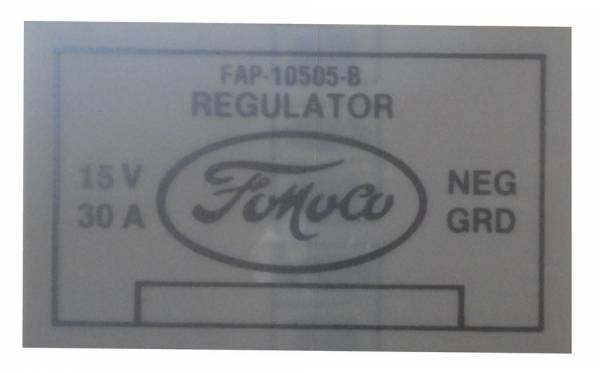 FAP-10505-B
REGULATOR
15 V
30 A
FoMoCo
NEG
GRD